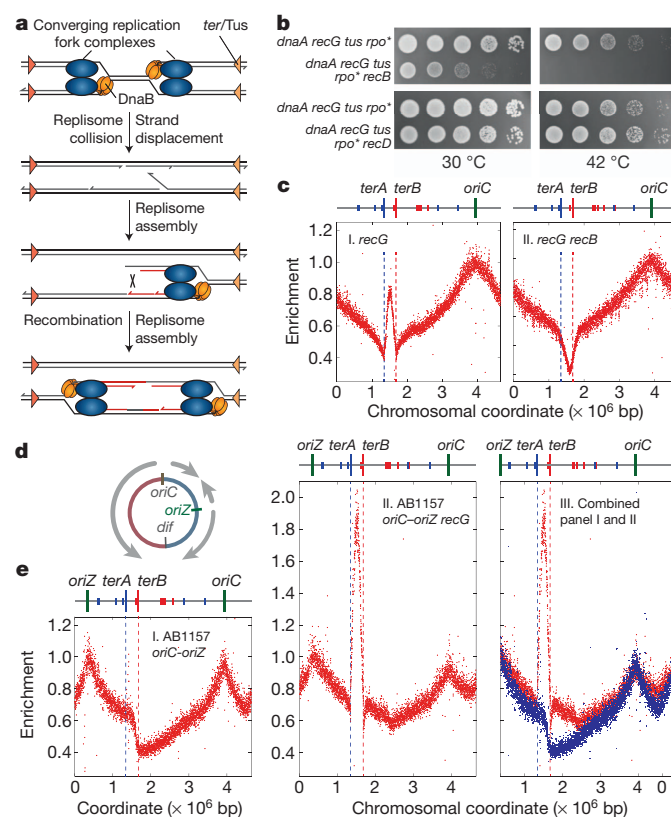 a
Converging replication
fork complexes
ter/Tus
DnaB
Replisome
collision
Strand
displacement
Replisome
assembly
Recombination
Replisome
assembly
b
dnaA recG tus rpo*
dnaA recG tus
rpo* recB
dnaA recG tus rpo*
dnaA recG tus
rpo* recD
30 °C
42 °C
c
terA
terB
oriC
terA
terB
oriC
I. recG
II. recG recB
Enrichment
1.2
1.0
0.8
0.6
0.4
0
1
2
3
4
0
1
2
3
4
Chromosomal coordinate (× 10⁶ bp)
d
oriC
oriZ
dif
e
oriZ
terA
terB
oriC
I. AB1157
oriC-oriZ
Enrichment
1.2
1.0
0.8
0.6
0.4
0
1
2
3
4
Coordinate (× 10⁶ bp)
oriZ
terA
terB
oriC
II. AB1157
oriC–oriZ recG
2.0
1.8
1.6
1.4
1.2
1.0
0.8
0.6
0.4
0
1
2
3
4
oriZ
terA
terB
oriC
III. Combined
panel I and II
1
2
3
4
0
Chromosomal coordinate (× 10⁶ bp)